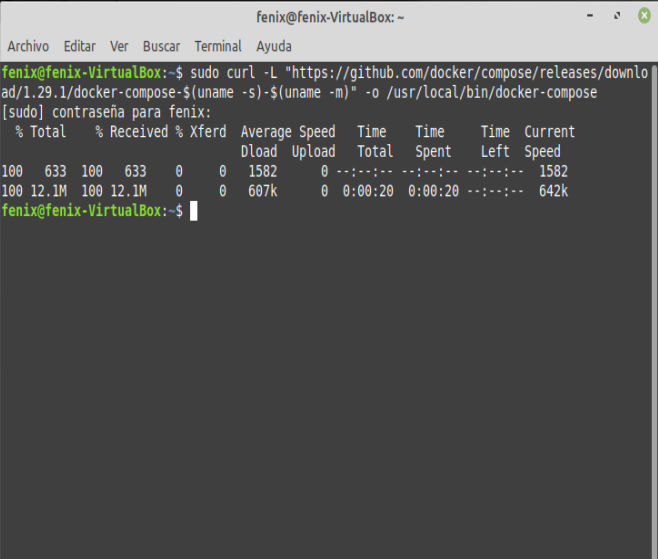 fenix@fenix-VirtualBox: ~
Archivo Editar Ver Buscar Terminal Ayuda
fenix@fenix-VirtualBox:~$ sudo curl -L "https://github.com/docker/compose/releases/downlo
ad/1.29.1/docker-compose-$(uname -s)-$(uname -m)" -o /usr/local/bin/docker-compose
[sudo] contraseña para fenix:
  % Total    % Received % Xferd  Average Speed   Time    Time     Time  Current
                                 Dload  Upload   Total   Spent    Left  Speed
100   633  100   633    0     0   1582      0 --:--:-- --:--:-- --:--:--  1582
100 12.1M  100 12.1M    0     0   607k      0  0:00:20  0:00:20 --:--:--  642k
fenix@fenix-VirtualBox:~$